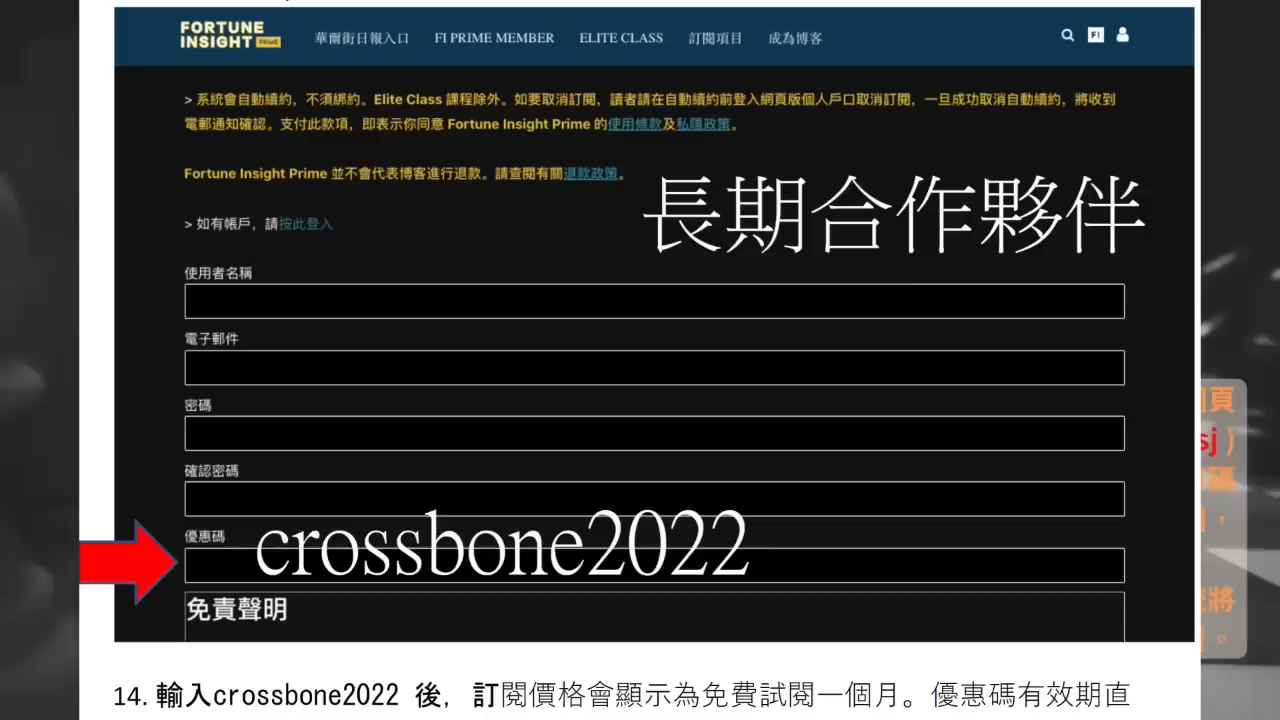 FORTUNE
INSIGHT PRIME
華爾街日報入口 FI PRIME MEMBER ELITE CLASS 訂閱項目 成為博客
FI
> 系統會自動續約，不須綁約。Elite Class 課程除外。如要取消訂閱，讀者請在自動續約前登入網頁版個人戶口取消訂閱，一旦成功取消自動續約，將收到
電郵通知確認。支付此款項，即表示你同意 Fortune Insight Prime 的使用條款及私隱政策。
Fortune Insight Prime 並不會代表博客進行退款。請查閱有關退款政策。
長期合作夥伴
> 如有帳戶，請按此登入
使用者名稱
電子郵件
密碼
確認密碼
優惠碼
crossbone2022
免責聲明
頁
sj )
，
將
。
14. 輸入crossbone2022 後，訂閱價格會顯示為免費試閱一個月。優惠碼有效期直